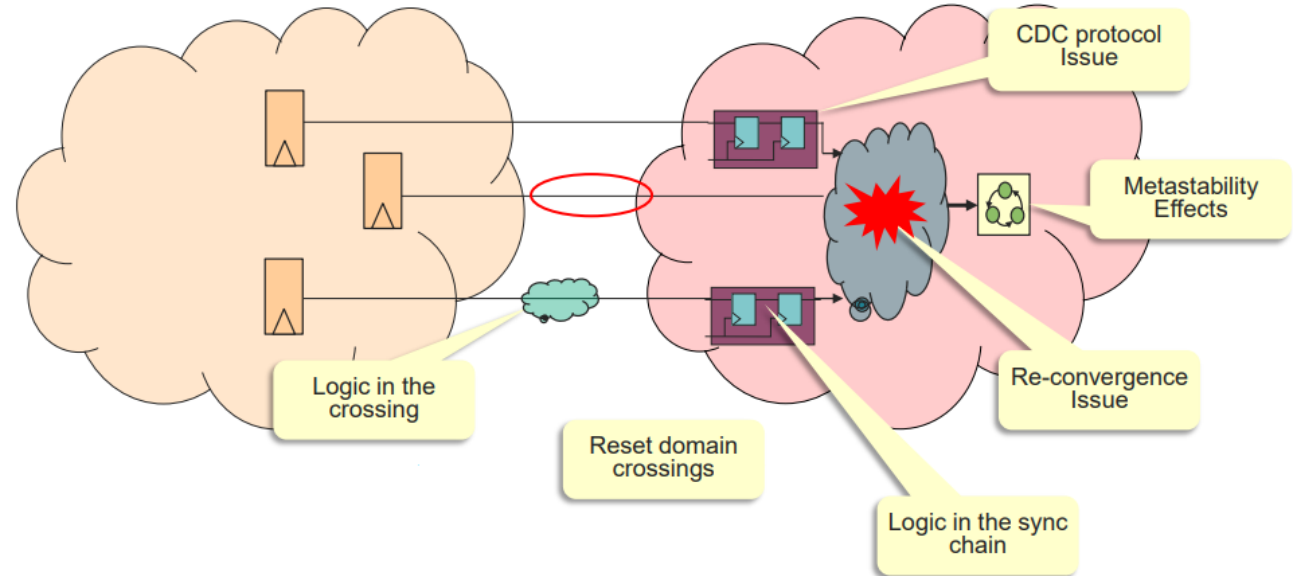 CDC protocol
Issue
Metastability
Effects
Logic in the
crossing
Re-convergence
Issue
Reset domain
crossings
Logic in the sync
chain